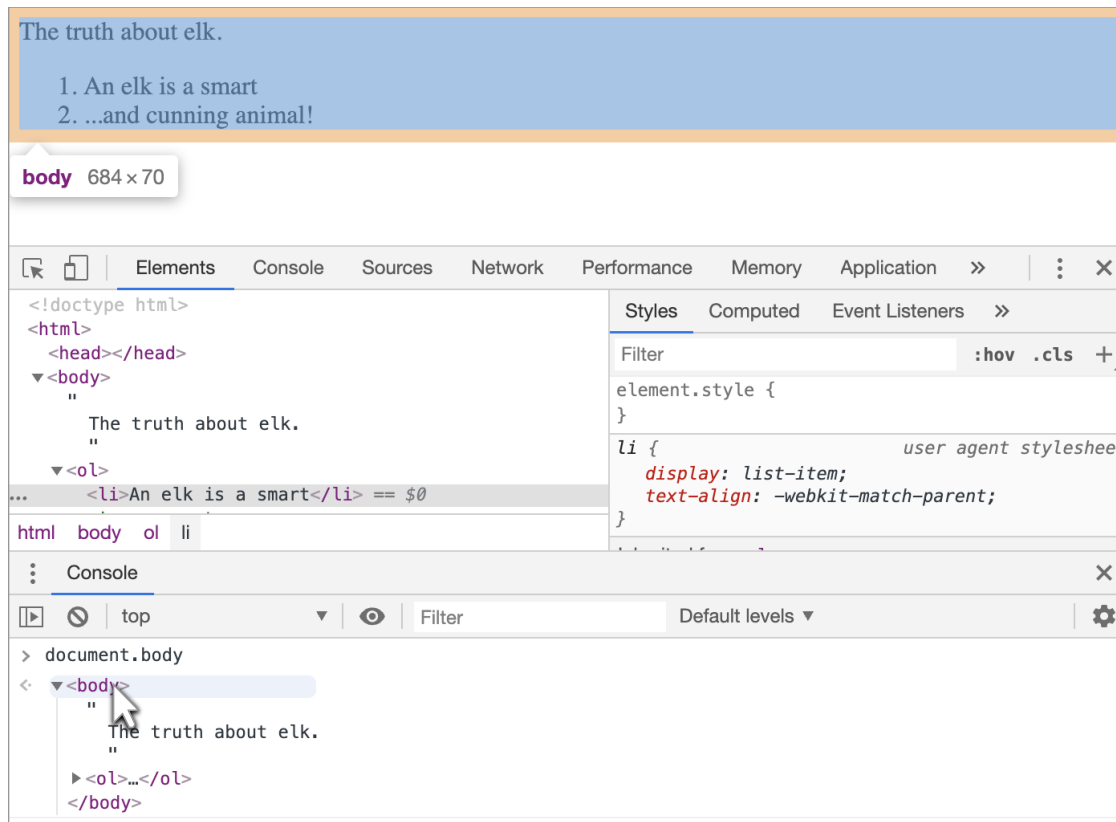 The truth about elk.
1. An elk is a smart
2. ...and cunning animal!
body 684 × 70
Elements Console Sources Network Performance Memory Application »
<!doctype html>
<html>
<head></head>
▼<body>
"
The truth about elk.
"
▼<ol>
... <li>An elk is a smart</li> == $0
html body ol li
Styles Computed Event Listeners »
Filter :hov .cls +
element.style {
}
li { user agent styleshee
display: list-item;
text-align: -webkit-match-parent;
}
Console
top ▼ Filter Default levels ▼
> document.body
▼<body>
"
The truth about elk.
"
▶<ol>…</ol>
</body>